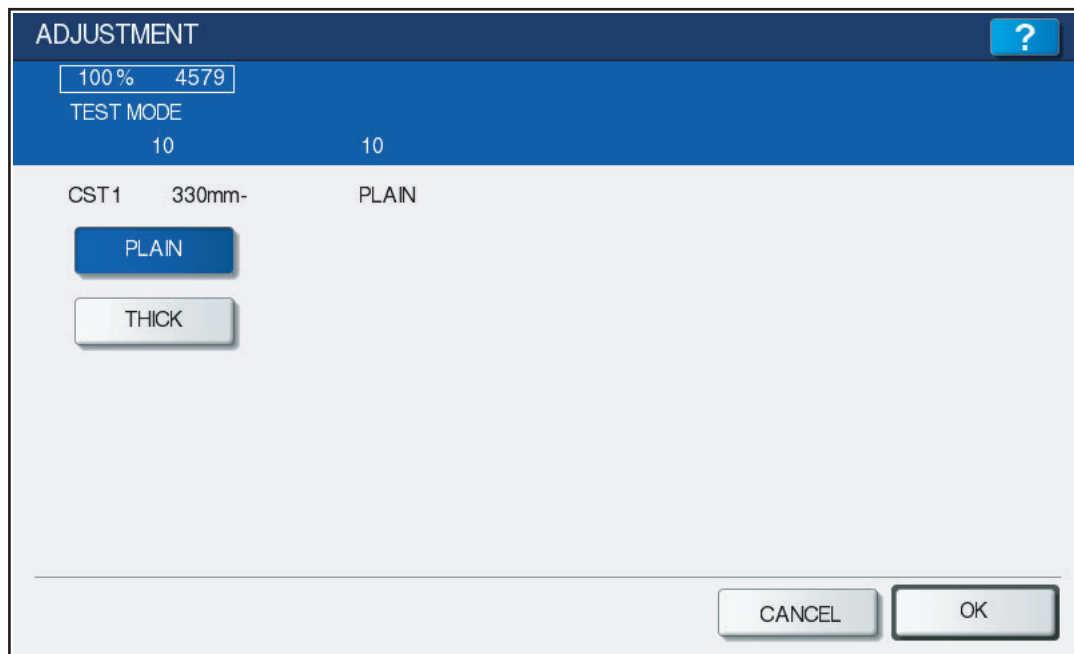 ADJUSTMENT ?
100% 4579
TEST MODE
10 10
CST1 330mm- PLAIN
PLAIN
THICK
CANCEL OK